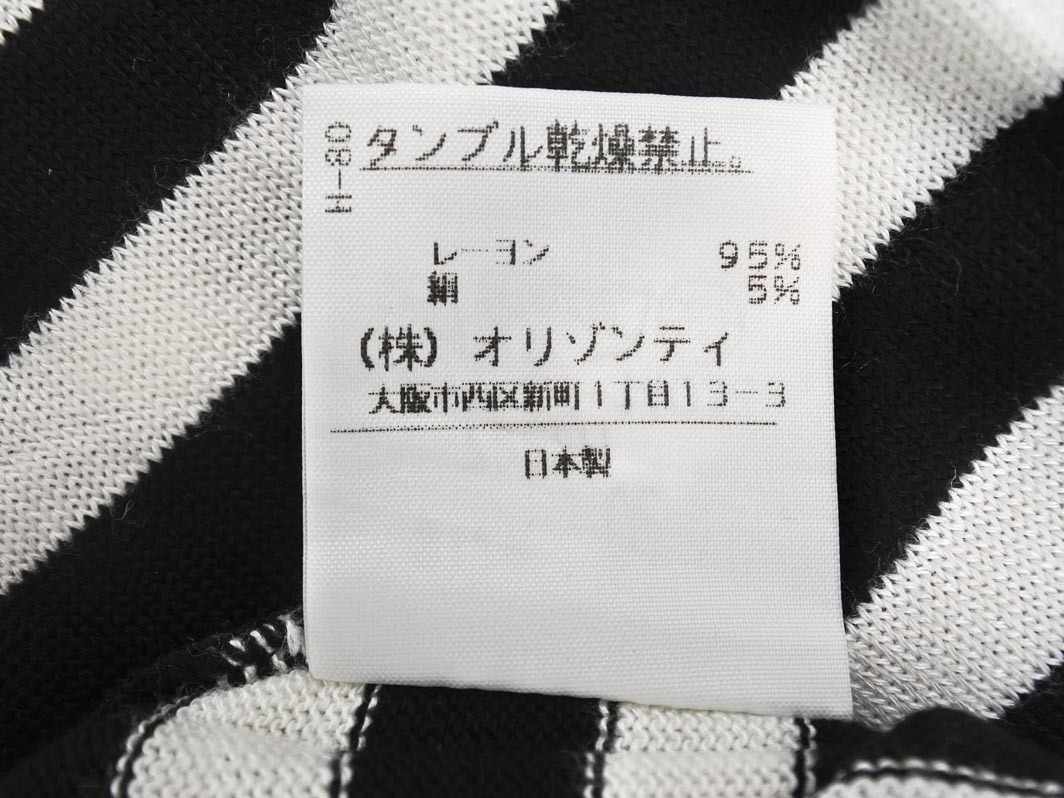 H-80
タンブル乾燥禁止。
レーヨン 95%
絹 5%
(株) オリゾンティ
大阪市西区新町1丁目13-3
日本製